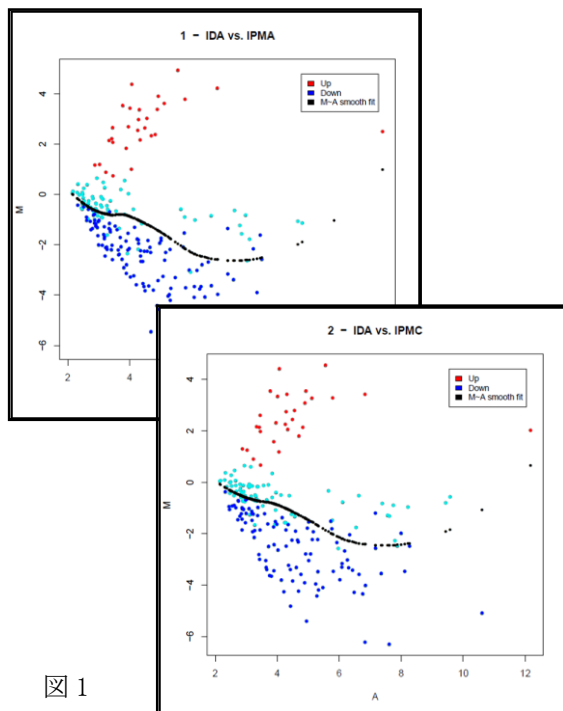 1 − IDA vs. IPMA
Up
Down
M−A smooth fit
4
2
0
−2
−4
−6
M
2
4
2 − IDA vs. IPMC
Up
Down
M−A smooth fit
4
2
0
−2
−4
−6
M
2
4
6
8
10
12
A
図 1